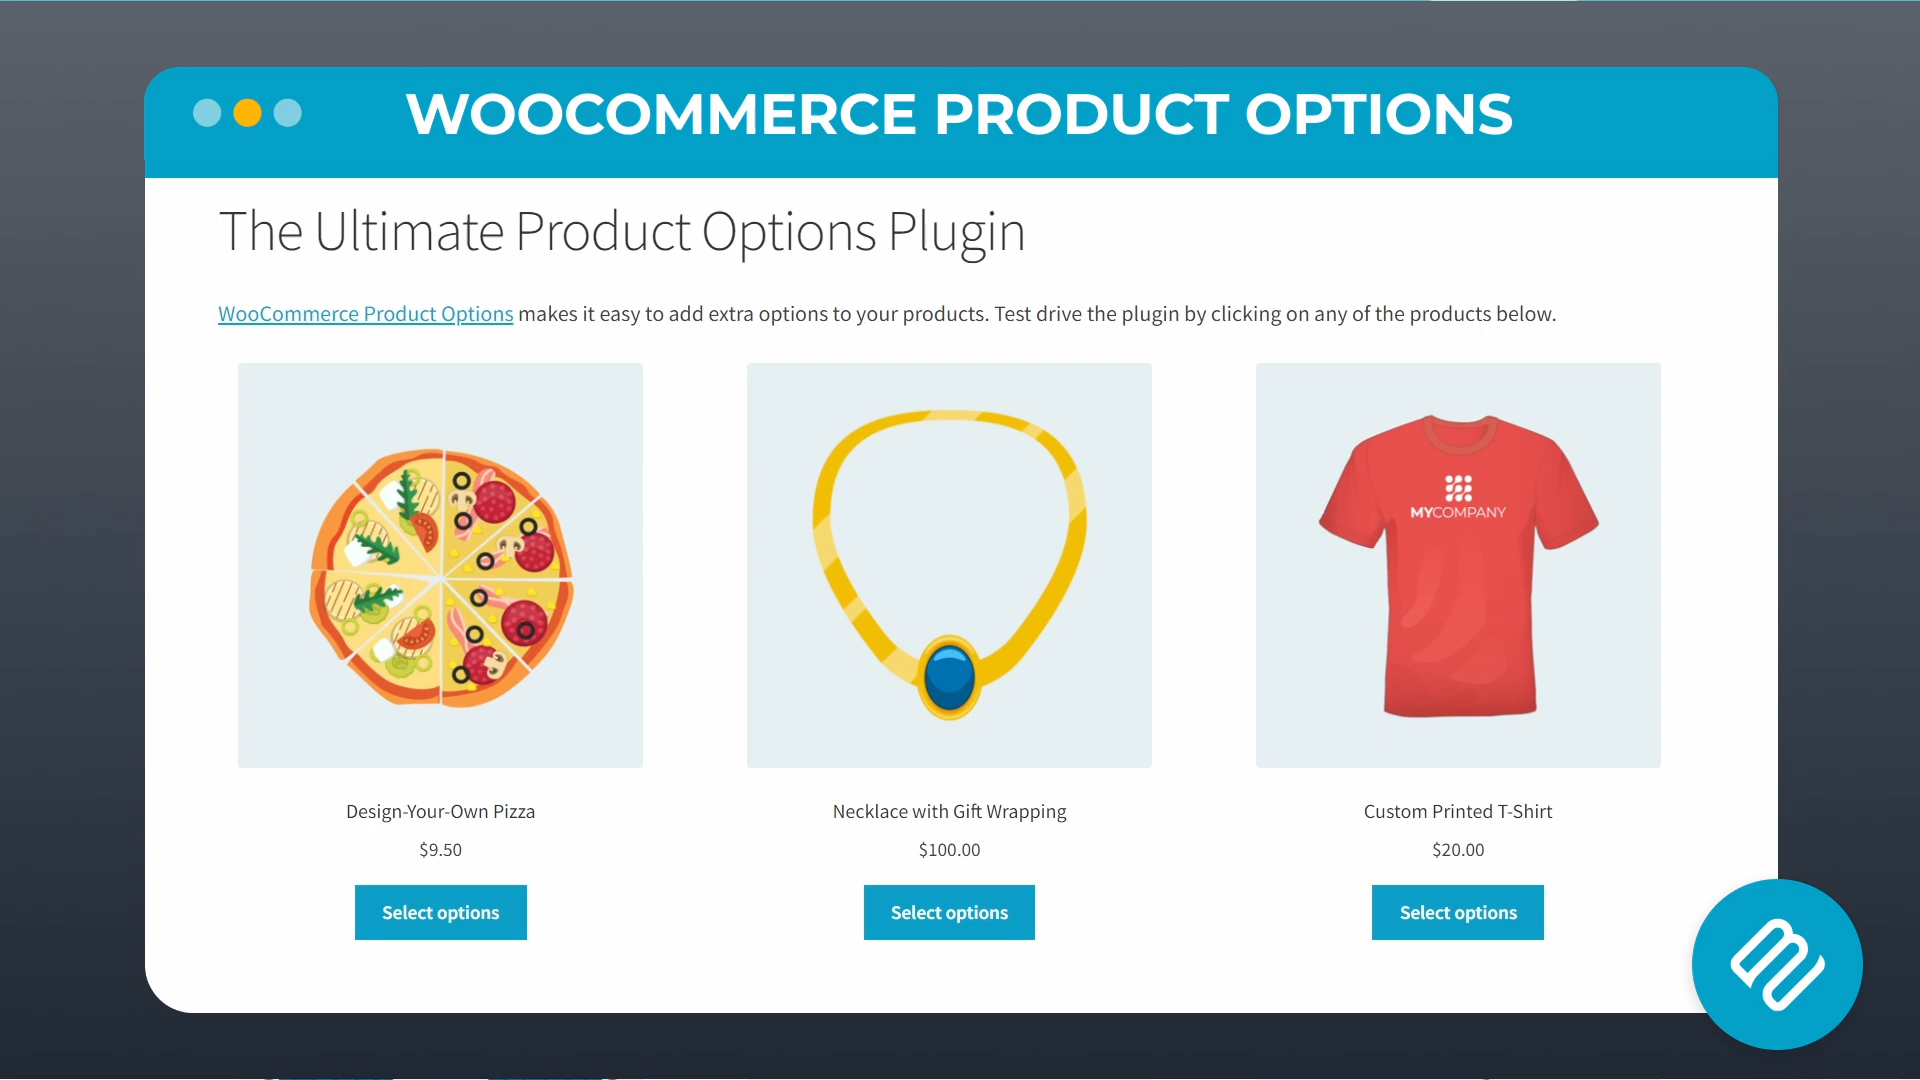 WOOCOMMERCE PRODUCT OPTIONS
The Ultimate Product Options Plugin
WooCommerce Product Options makes it easy to add extra options to your products. Test drive the plugin by clicking on any of the products below.
MYCOMPANY
Design-Your-Own Pizza
$9.50
Select options
Necklace with Gift Wrapping
$100.00
Select options
Custom Printed T-Shirt
$20.00
Select options